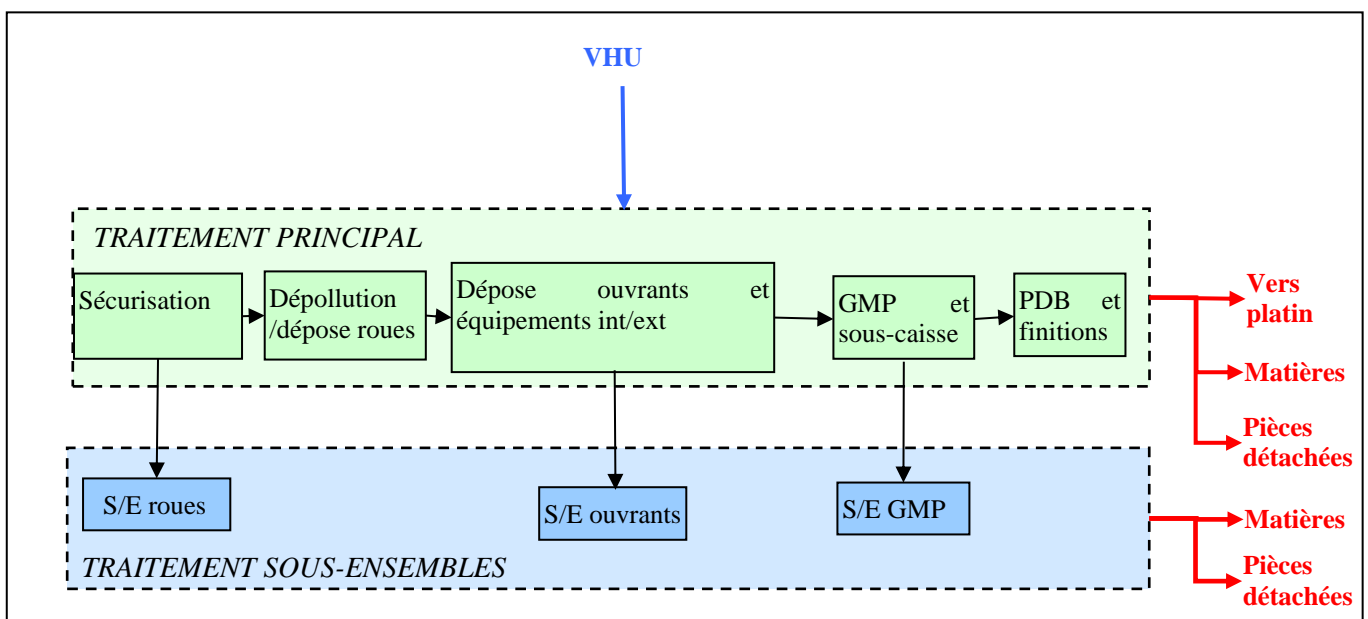 VHU
TRAITEMENT PRINCIPAL
Sécurisation
Dépollution
/dépose roues
Dépose ouvrants et
équipements int/ext
GMP et
sous-caisse
PDB et
finitions
Vers
platin
Matières
Pièces
détachées
S/E roues
S/E ouvrants
S/E GMP
TRAITEMENT SOUS-ENSEMBLES
Matières
Pièces
détachées